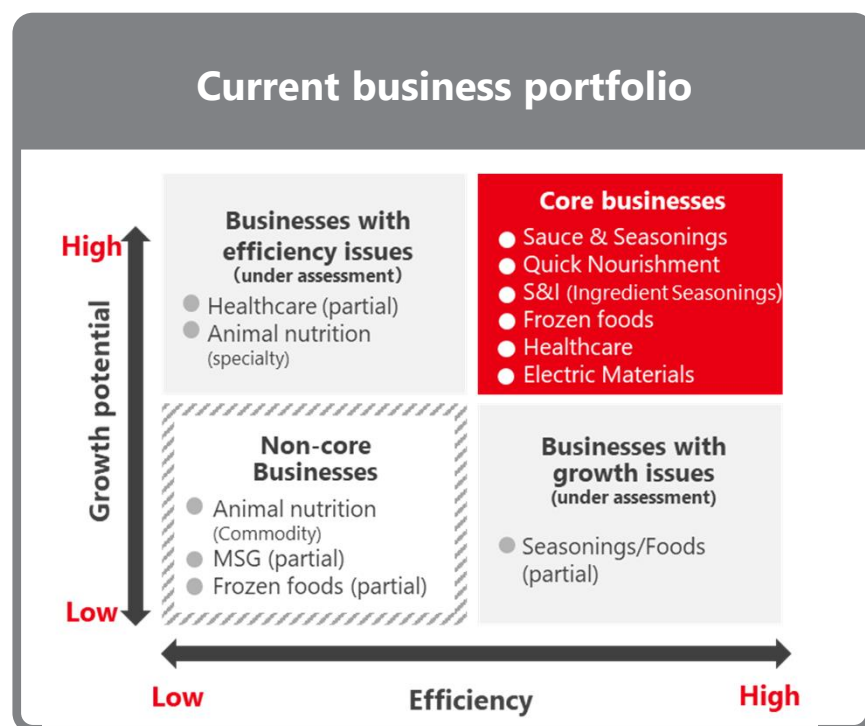 Current business portfolio
High
Growth potential
Low
Businesses with
efficiency issues
(under assessment)
Healthcare (partial)
Animal nutrition
(specialty)
Core businesses
Sauce & Seasonings
Quick Nourishment
S&I (Ingredient Seasonings)
Frozen foods
Healthcare
Electric Materials
Non-core
Businesses
Animal nutrition
(Commodity)
MSG (partial)
Frozen foods (partial)
Businesses with
growth issues
(under assessment)
Seasonings/Foods
(partial)
Low
Efficiency
High